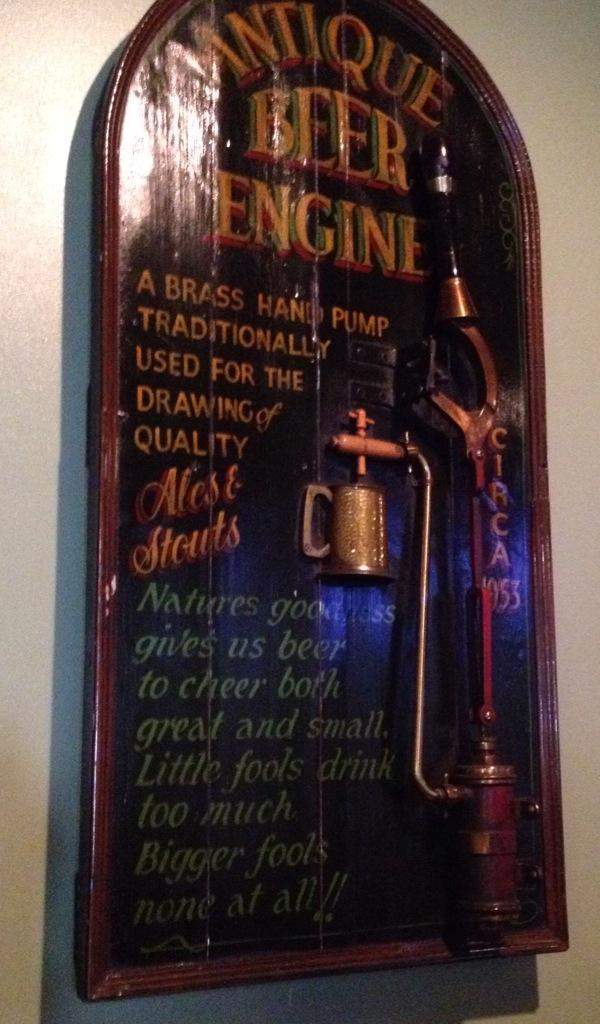 ANTIQUE
BEER
ENGINE
A BRASS HAND PUMP
TRADITIONALLY
USED FOR THE
DRAWING of
QUALITY
Ales &
Stouts
Natures goodness
gives us beer
to cheer both
great and small.
Little fools drink
too much
Bigger fools
none at all!!
CIRCA
1953